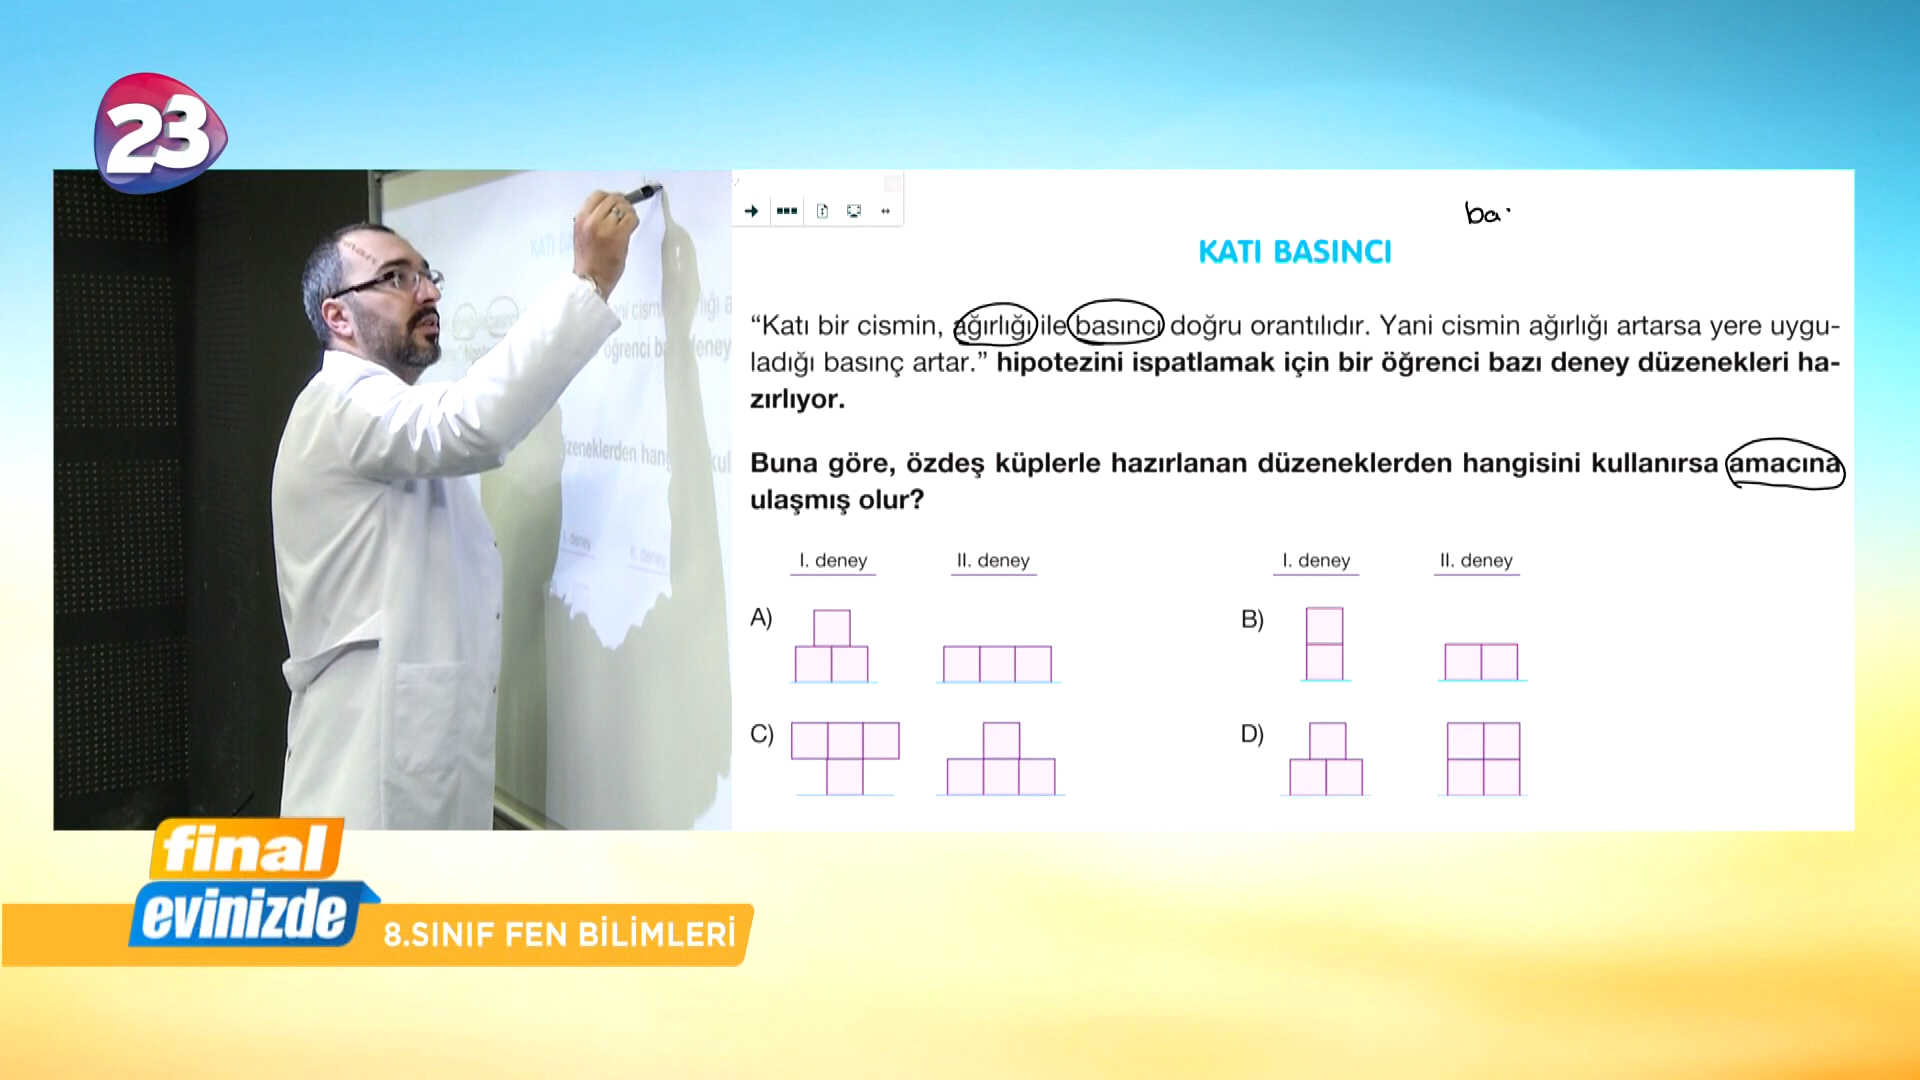 23
ba
KATI BASINCI
“Katı bir cismin, ağırlığı ile basıncı doğru orantılıdır. Yani cismin ağırlığı artarsa yere uygu-
ladığı basınç artar.” hipotezini ispatlamak için bir öğrenci bazı deney düzenekleri ha-
zırlıyor.
Buna göre, özdeş küplerle hazırlanan düzeneklerden hangisini kullanırsa amacına
ulaşmış olur?
I. deney II. deney I. deney II. deney
A) B)
C) D)
final
evinizde
8.SINIF FEN BİLİMLERİ